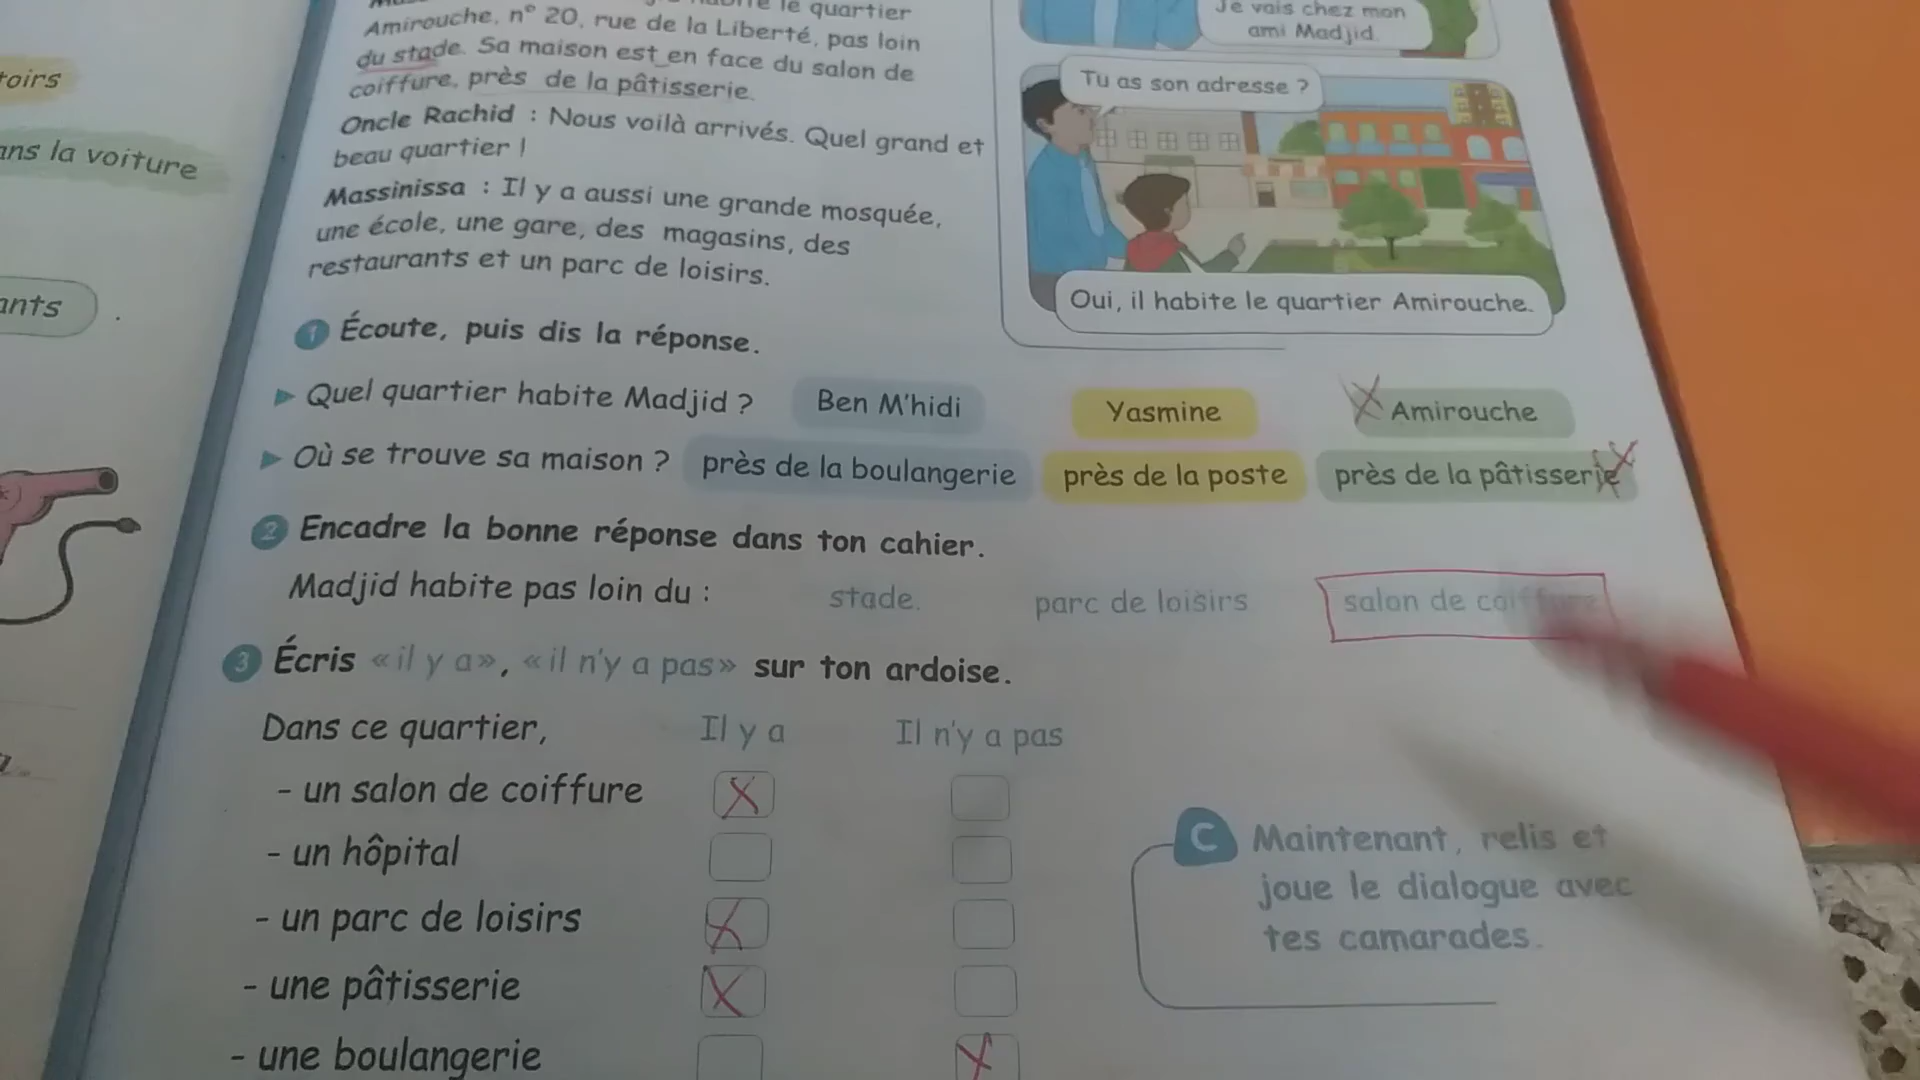 le quartier
Amirouche, n° 20, rue de la Liberté, pas loin
du stade. Sa maison est en face du salon de
coiffure, près de la pâtisserie.
Oncle Rachid : Nous voilà arrivés. Quel grand et
beau quartier !
Massinissa : Il y a aussi une grande mosquée,
une école, une gare, des magasins, des
restaurants et un parc de loisirs.
Je vais chez mon
ami Madjid.
Tu as son adresse ?
Oui, il habite le quartier Amirouche.
1 Écoute, puis dis la réponse.
Quel quartier habite Madjid ? Ben M'hidi Yasmine Amirouche
Où se trouve sa maison ? près de la boulangerie près de la poste près de la pâtisserie
2 Encadre la bonne réponse dans ton cahier.
Madjid habite pas loin du : stade. parc de loisirs salon de coiffure
3 Écris «il y a», «il n'y a pas» sur ton ardoise.
Dans ce quartier, Il y a Il n'y a pas
- un salon de coiffure
- un hôpital
- un parc de loisirs
- une pâtisserie
- une boulangerie
C Maintenant, relis et
joue le dialogue avec
tes camarades.
la voiture